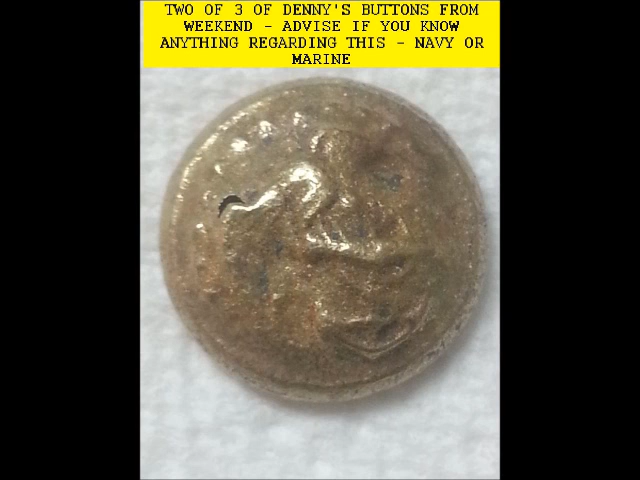 TWO OF 3 OF DENNY'S BUTTONS FROM
WEEKEND - ADVISE IF YOU KNOW
ANYTHING REGARDING THIS - NAVY OR
MARINE